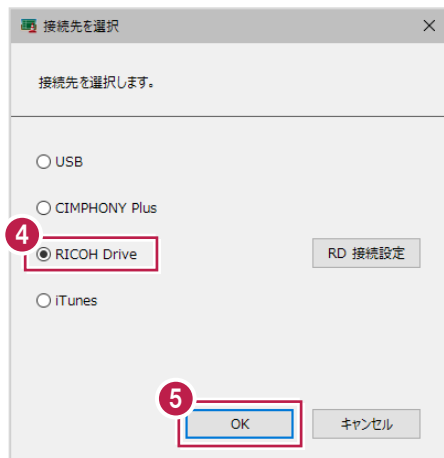 接続先を選択
接続先を選択します。
USB
CIMPHONY Plus
4
RICOH Drive
RD 接続設定
iTunes
5
OK
キャンセル